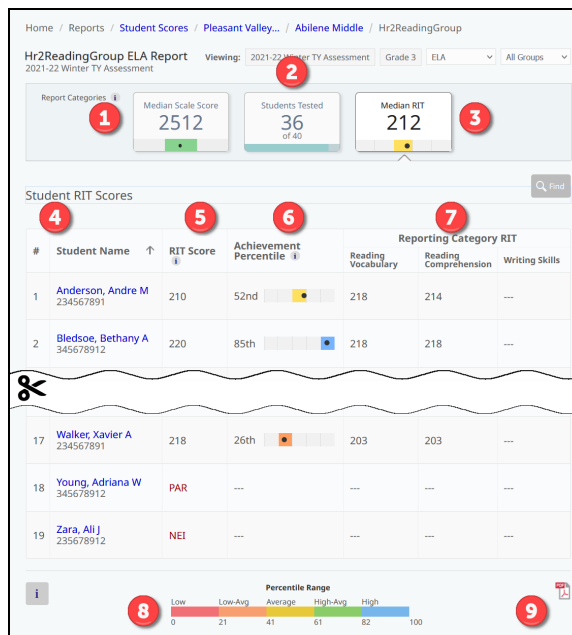 Home / Reports / Student Scores / Pleasant Valley... / Abilene Middle / Hr2ReadingGroup
Hr2ReadingGroup ELA Report Viewing: 2021-22 Winter TY Assessment Grade 3 ELA All Groups
2021-22 Winter TY Assessment
2
Report Categories i
1
Median Scale Score
2512
Students Tested
36
of 40
Median RIT
212
3
Find
Student RIT Scores
4 5 6 7
Reporting Category RIT
# Student Name ↑ RIT Score i Achievement Percentile i Reading Vocabulary Reading Comprehension Writing Skills
1 Anderson, Andre M 210 52nd 218 214 ---
234567891
2 Bledsoe, Bethany A 220 85th 218 218 ---
345678912
17 Walker, Xavier A 218 26th 203 203 ---
234567891
18 Young, Adriana W PAR --- --- --- ---
345678912
19 Zara, Ali J NEI --- --- --- ---
235678912
i
Percentile Range
8
Low Low-Avg Average High-Avg High
0 21 41 61 82 100
9
PDF